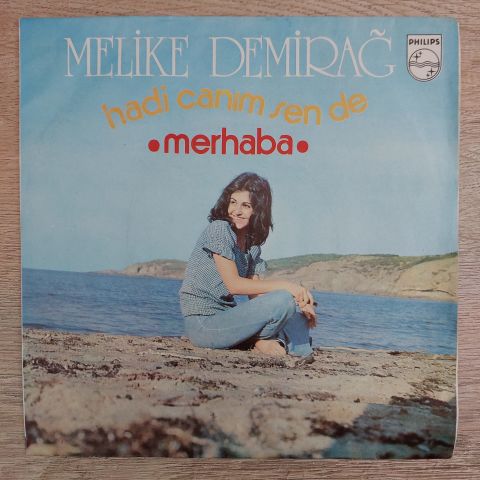 MELİKE DEMİRAĞ
PHILIPS
hadi canım sen de
•merhaba•